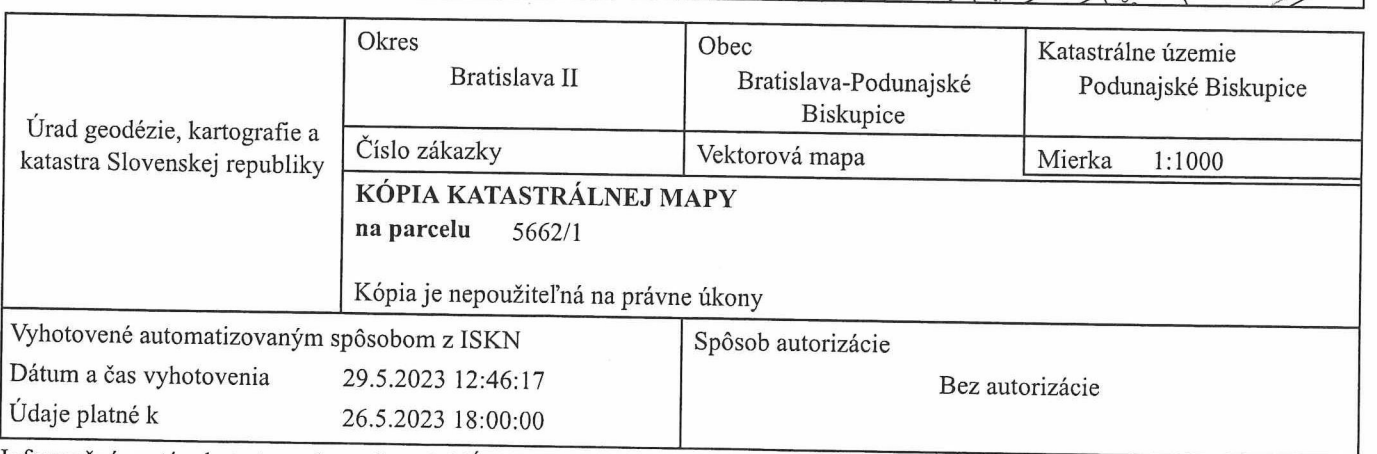 Úrad geodézie, kartografie a
katastra Slovenskej republiky
Okres
Bratislava II
Obec
Bratislava-Podunajské
Biskupice
Katastrálne územie
Podunajské Biskupice
Číslo zákazky
Vektorová mapa
Mierka 1:1000
KÓPIA KATASTRÁLNEJ MAPY
na parcelu 5662/1
Kópia je nepoužiteľná na právne úkony
Vyhotovené automatizovaným spôsobom z ISKN
Dátum a čas vyhotovenia 29.5.2023 12:46:17
Údaje platné k 26.5.2023 18:00:00
Spôsob autorizácie
Bez autorizácie